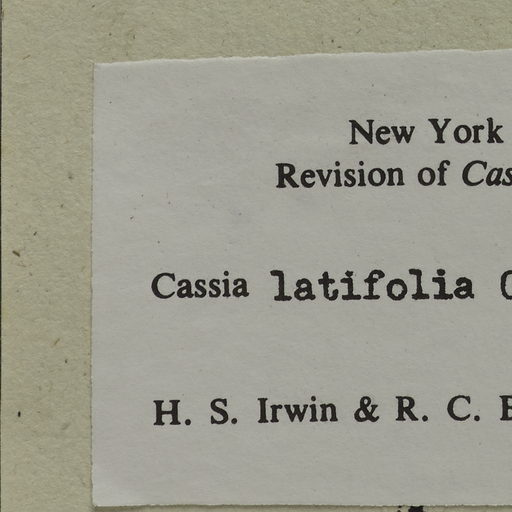 New York
Revision of Cas
Cassia latifolia
H. S. Irwin & R. C.